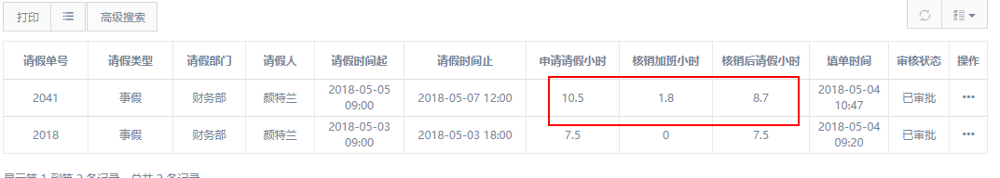 打印 高级搜索
请假单号 请假类型 请假部门 请假人 请假时间起 请假时间止 申请请假小时 核销加班小时 核销后请假小时 填单时间 审核状态 操作
2041 事假 财务部 颜特兰 2018-05-05 09:00 2018-05-07 12:00 10.5 1.8 8.7 2018-05-04 10:47 已审批 •••
2018 事假 财务部 颜特兰 2018-05-03 09:00 2018-05-03 18:00 7.5 0 7.5 2018-05-04 09:20 已审批 •••
显示第 1 到第 2 条记录，总共 2 条记录